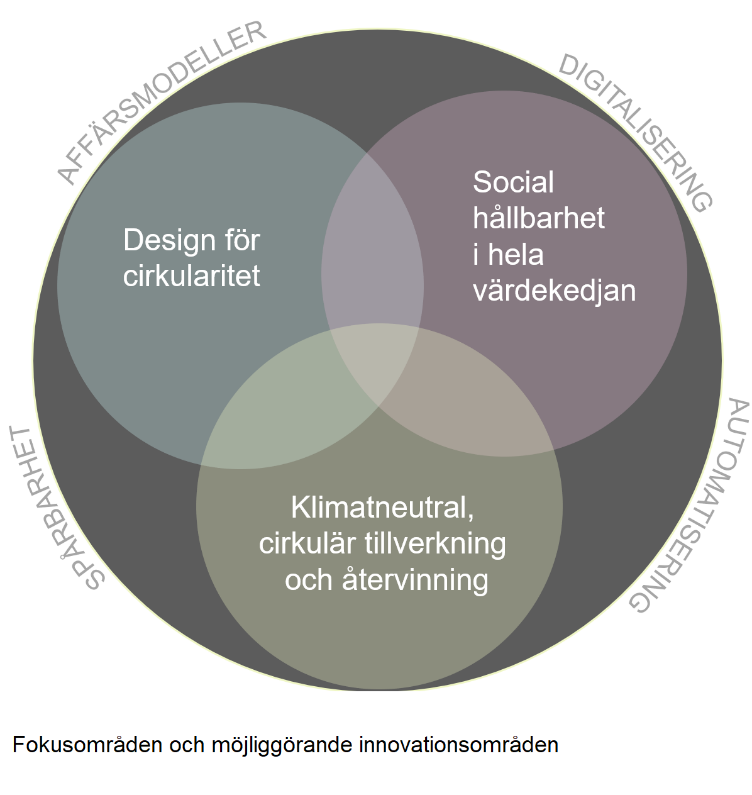 AFFÄRSMODELLER
DIGITALISERING
Design för
cirkularitet
Social
hållbarhet
i hela
värdekedjan
SPÅRBARHET
AUTOMATISERING
Klimatneutral,
cirkulär tillverkning
och återvinning
Fokusområden och möjliggörande innovationsområden